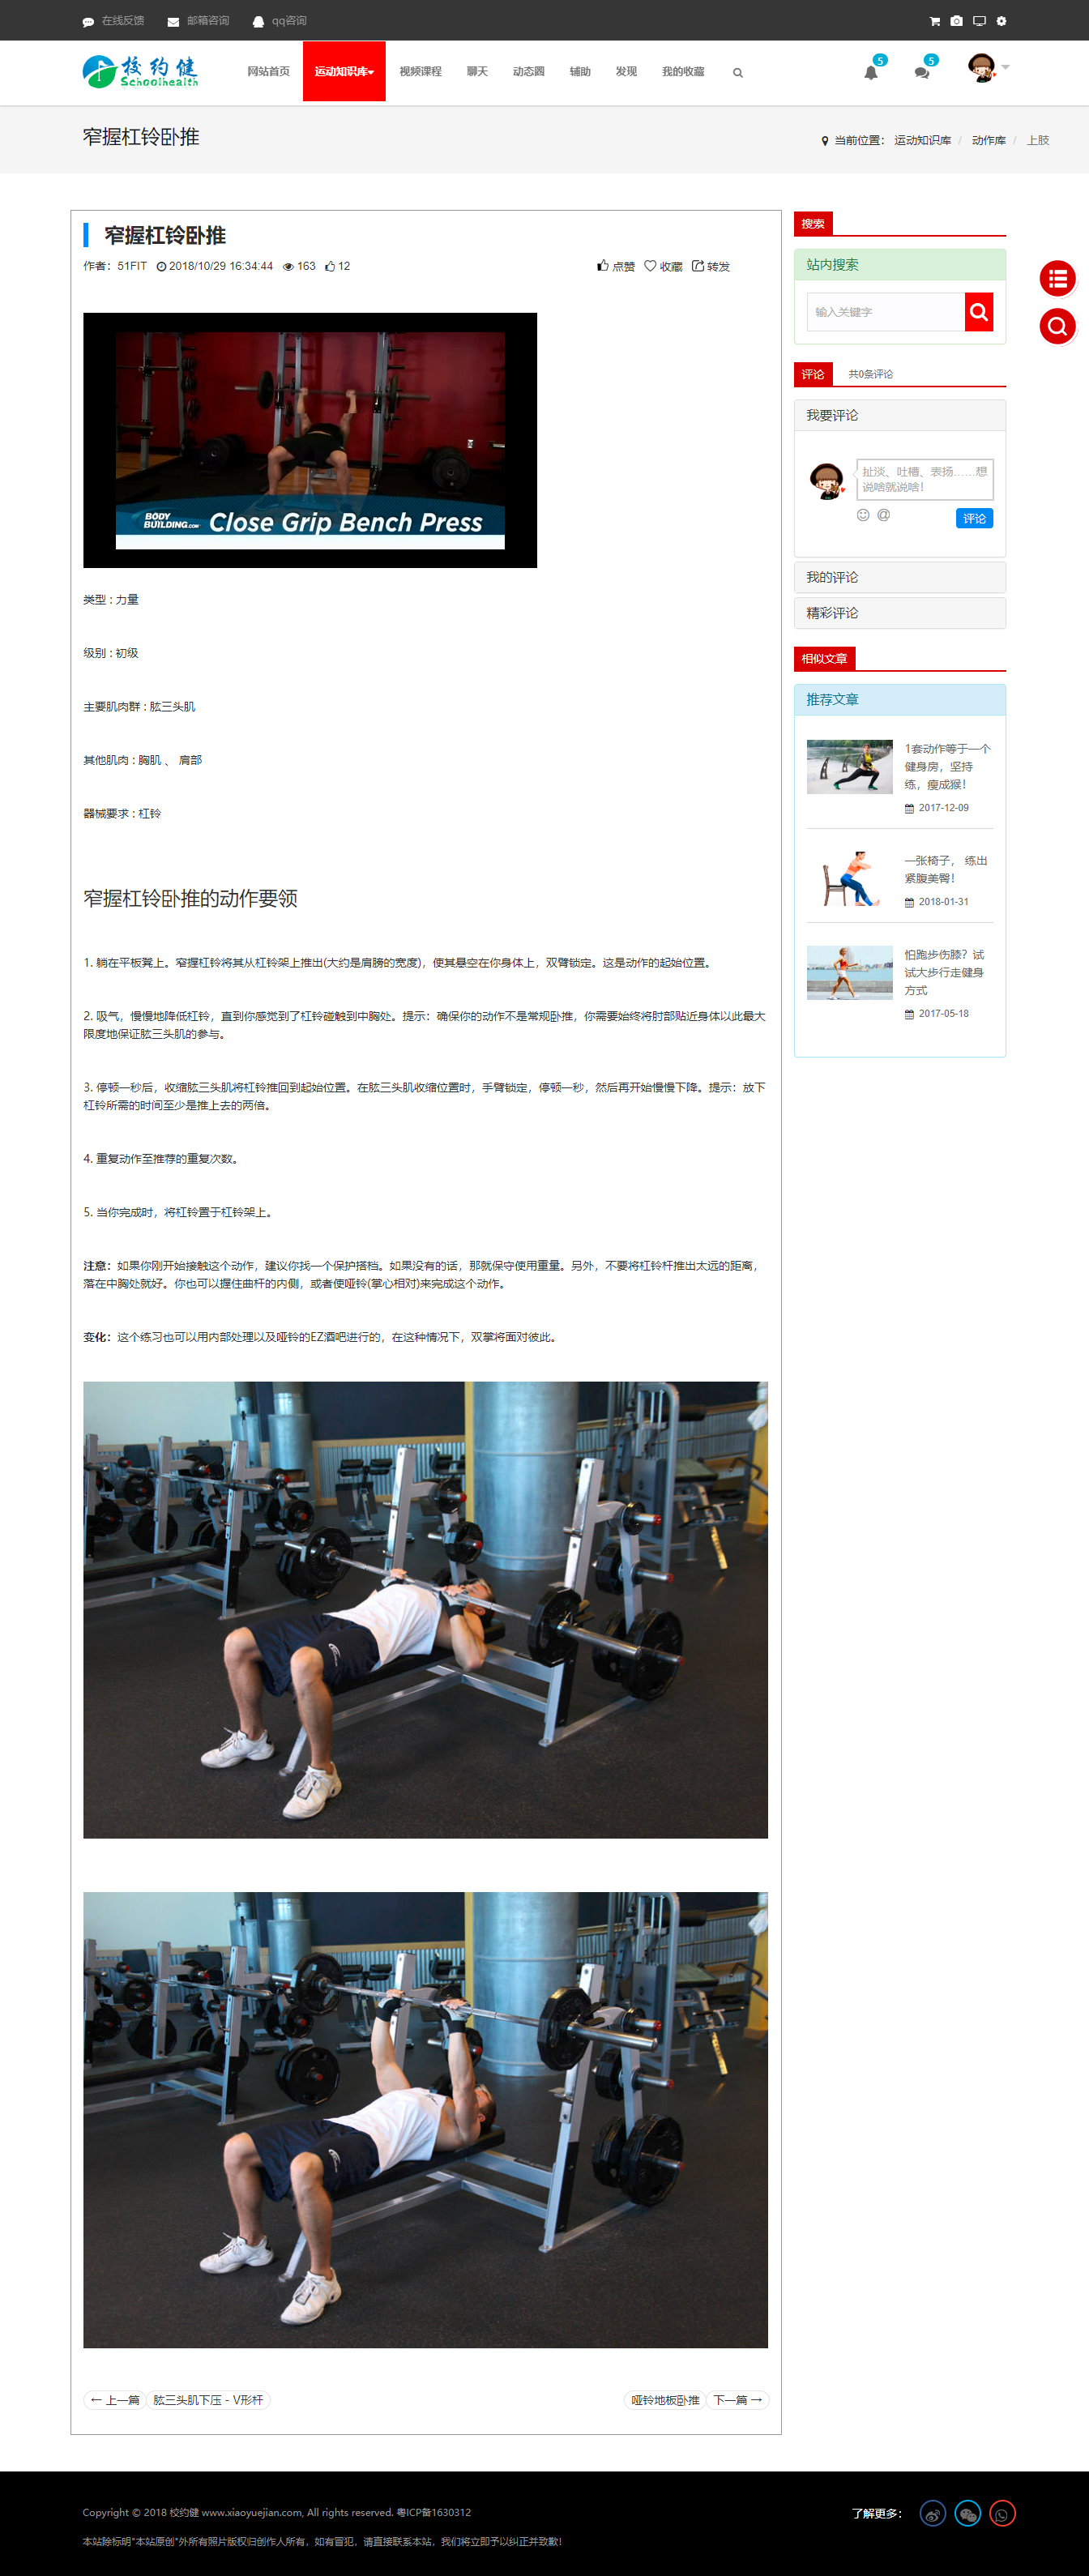 在线反馈 邮箱咨询 qq咨询
校约健
Schoolhealth
网站首页 运动知识库 视频课程 聊天 动态圈 辅助 发现 我的收藏
5 5
窄握杠铃卧推
当前位置： 运动知识库 / 动作库 / 上肢
窄握杠铃卧推
作者：51FIT 2018/10/29 16:34:44 163 12 点赞 收藏 转发
BODY
BUILDING.COM
Close Grip Bench Press
类型 : 力量
级别 : 初级
主要肌肉群 : 肱三头肌
其他肌肉 : 胸肌 、 肩部
器械要求 : 杠铃
窄握杠铃卧推的动作要领
1. 躺在平板凳上。窄握杠铃将其从杠铃架上推出(大约是肩膀的宽度)，使其悬空在你身体上，双臂锁定。这是动作的起始位置。
2. 吸气，慢慢地降低杠铃，直到你感觉到了杠铃碰触到中胸处。提示：确保你的动作不是常规卧推，你需要始终将肘部贴近身体以此最大
限度地保证肱三头肌的参与。
3. 停顿一秒后，收缩肱三头肌将杠铃推回到起始位置。在肱三头肌收缩位置时，手臂锁定，停顿一秒，然后再开始慢慢下降。提示：放下
杠铃所需的时间至少是推上去的两倍。
4. 重复动作至推荐的重复次数。
5. 当你完成时，将杠铃置于杠铃架上。
注意：如果你刚开始接触这个动作，建议你找一个保护搭档。如果没有的话，那就保守使用重量。另外，不要将杠铃杆推出太远的距离，
落在中胸处就好。你也可以握住曲杆的内侧，或者使哑铃(掌心相对)来完成这个动作。
变化：这个练习也可以用内部处理以及哑铃的EZ酒吧进行的，在这种情况下，双掌将面对彼此。
← 上一篇 肱三头肌下压 - V形杆
哑铃地板卧推 下一篇 →
搜索
站内搜索
输入关键字
评论 共0条评论
我要评论
扯淡、吐槽、表扬……想
说啥就说啥！
评论
我的评论
精彩评论
相似文章
推荐文章
1套动作等于一个
健身房，坚持
练，瘦成猴！
2017-12-09
一张椅子， 练出
紧腹美臀！
2018-01-31
怕跑步伤膝？试
试大步行走健身
方式
2017-05-18
Copyright © 2018 校约健 www.xiaoyuejian.com, All rights reserved. 粤ICP备1630312
本站除标明"本站原创"外所有照片版权归创作人所有，如有冒犯，请直接联系本站，我们将立即予以纠正并致歉！
了解更多：